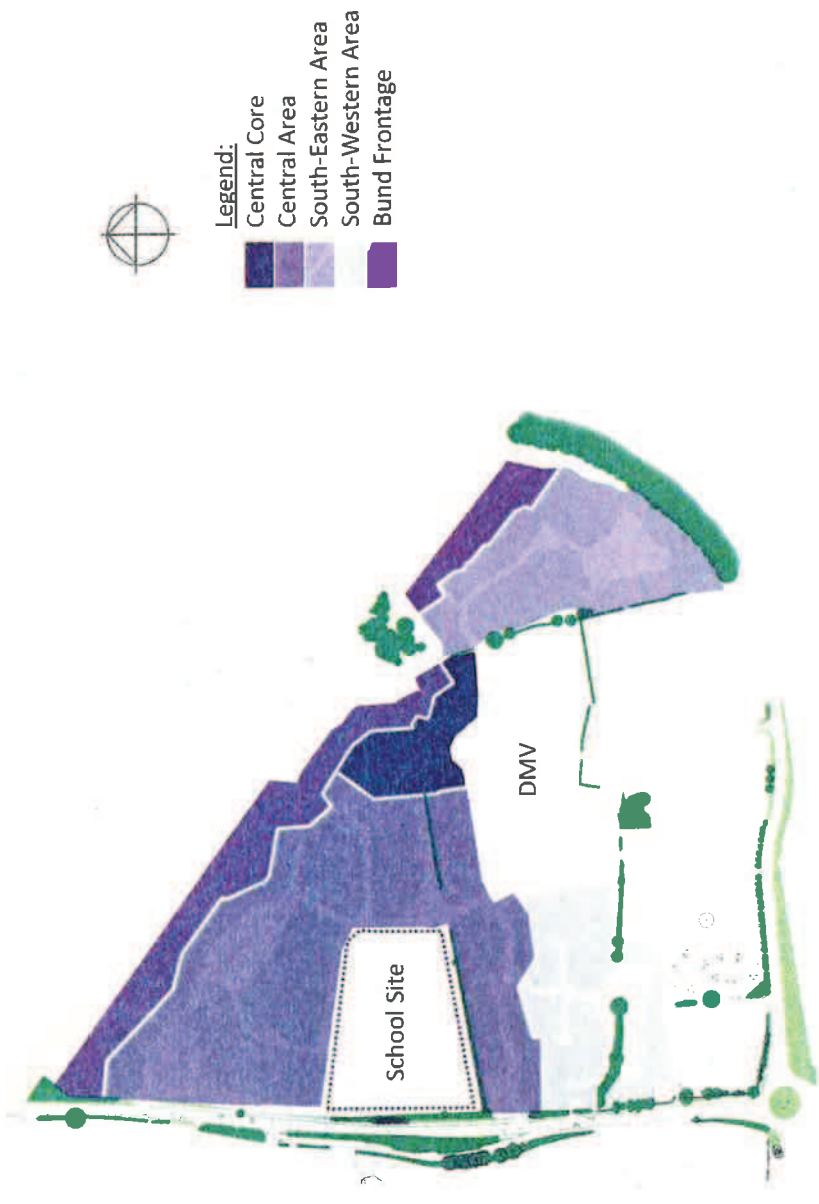 Legend:
Central Core
Central Area
South-Eastern Area
South-Western Area
Bund Frontage
DMV
School Site